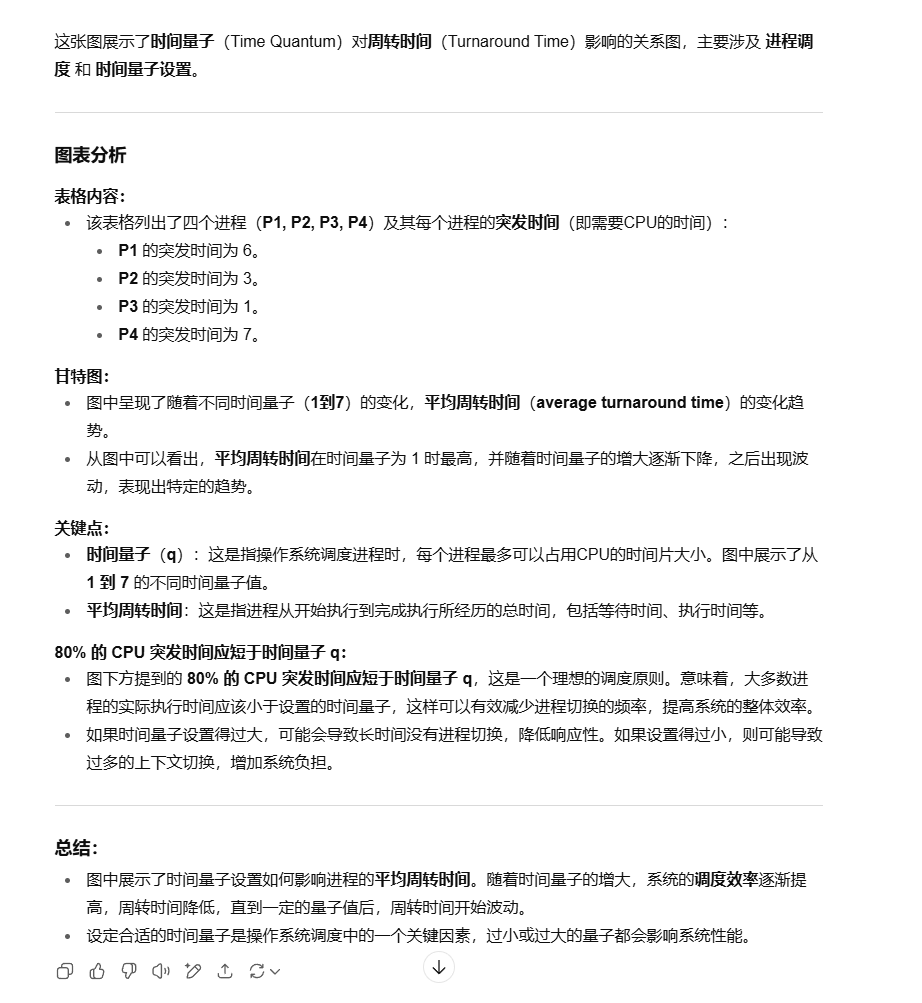 这张图展示了时间量子（Time Quantum）对周转时间（Turnaround Time）影响的关系图，主要涉及 进程调
度 和 时间量子设置。
图表分析
表格内容：
该表格列出了四个进程（P1, P2, P3, P4）及其每个进程的突发时间（即需要CPU的时间）：
P1 的突发时间为 6。
P2 的突发时间为 3。
P3 的突发时间为 1。
P4 的突发时间为 7。
甘特图：
图中呈现了随着不同时间量子（1到7）的变化，平均周转时间（average turnaround time）的变化趋
势。
从图中可以看出，平均周转时间在时间量子为 1 时最高，并随着时间量子的增大逐渐下降，之后出现波
动，表现出特定的趋势。
关键点：
时间量子（q）：这是指操作系统调度进程时，每个进程最多可以占用CPU的时间片大小。图中展示了从
1 到 7 的不同时间量子值。
平均周转时间：这是指进程从开始执行到完成执行所经历的总时间，包括等待时间、执行时间等。
80% 的 CPU 突发时间应短于时间量子 q：
图下方提到的 80% 的 CPU 突发时间应短于时间量子 q，这是一个理想的调度原则。意味着，大多数进
程的实际执行时间应该小于设置的时间量子，这样可以有效减少进程切换的频率，提高系统的整体效率。
如果时间量子设置得过大，可能会导致长时间没有进程切换，降低响应性。如果设置得过小，则可能导致
过多的上下文切换，增加系统负担。
总结：
图中展示了时间量子设置如何影响进程的平均周转时间。随着时间量子的增大，系统的调度效率逐渐提
高，周转时间降低，直到一定的量子值后，周转时间开始波动。
设定合适的时间量子是操作系统调度中的一个关键因素，过小或过大的量子都会影响系统性能。